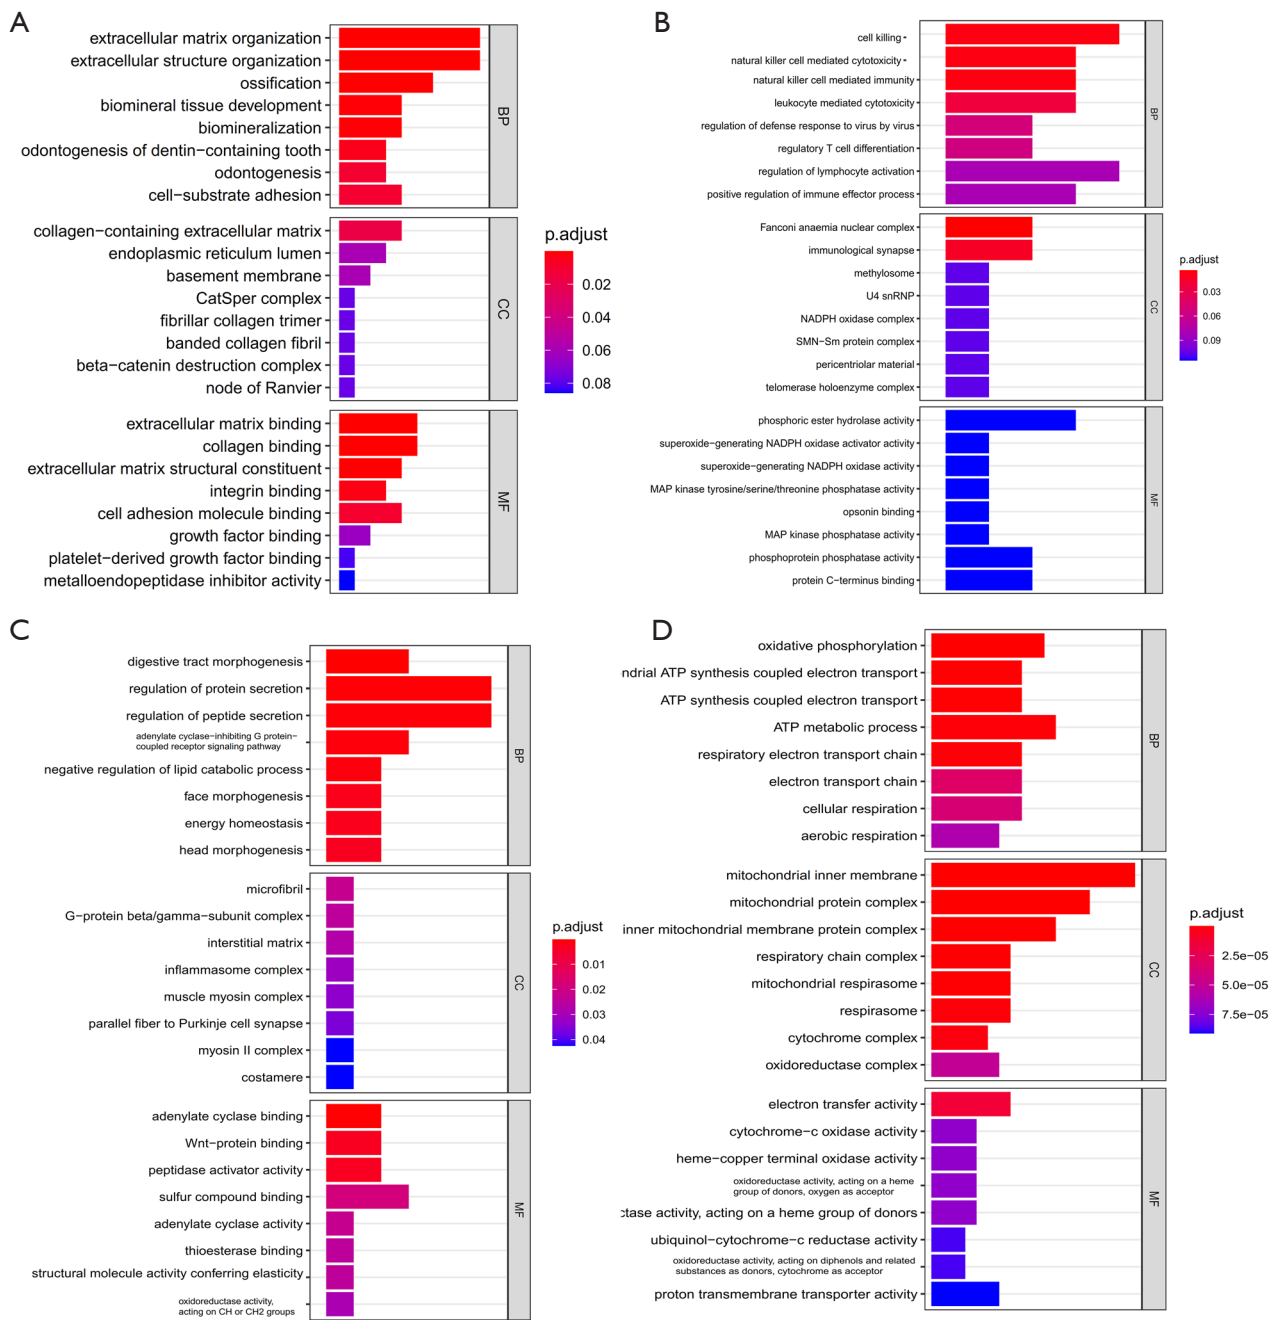 A
extracellular matrix organization
extracellular structure organization
ossification
biomineral tissue development
biomineralization
odontogenesis of dentin−containing tooth
odontogenesis
cell−substrate adhesion
BP
collagen−containing extracellular matrix
endoplasmic reticulum lumen
basement membrane
CatSper complex
fibrillar collagen trimer
banded collagen fibril
beta−catenin destruction complex
node of Ranvier
CC
extracellular matrix binding
collagen binding
extracellular matrix structural constituent
integrin binding
cell adhesion molecule binding
growth factor binding
platelet−derived growth factor binding
metalloendopeptidase inhibitor activity
MF
p.adjust
0.02
0.04
0.06
0.08
B
cell killing
natural killer cell mediated cytotoxicity
natural killer cell mediated immunity
leukocyte mediated cytotoxicity
regulation of defense response to virus by virus
regulatory T cell differentiation
regulation of lymphocyte activation
positive regulation of immune effector process
BP
Fanconi anaemia nuclear complex
immunological synapse
methylosome
U4 snRNP
NADPH oxidase complex
SMN−Sm protein complex
pericentriolar material
telomerase holoenzyme complex
CC
phosphoric ester hydrolase activity
superoxide−generating NADPH oxidase activator activity
superoxide−generating NADPH oxidase activity
MAP kinase tyrosine/serine/threonine phosphatase activity
opsonin binding
MAP kinase phosphatase activity
phosphoprotein phosphatase activity
protein C−terminus binding
MF
p.adjust
0.03
0.06
0.09
C
digestive tract morphogenesis
regulation of protein secretion
regulation of peptide secretion
adenylate cyclase−inhibiting G protein−
coupled receptor signaling pathway
negative regulation of lipid catabolic process
face morphogenesis
energy homeostasis
head morphogenesis
BP
microfibril
G−protein beta/gamma−subunit complex
interstitial matrix
inflammasome complex
muscle myosin complex
parallel fiber to Purkinje cell synapse
myosin II complex
costamere
CC
adenylate cyclase binding
Wnt−protein binding
peptidase activator activity
sulfur compound binding
adenylate cyclase activity
thioesterase binding
structural molecule activity conferring elasticity
oxidoreductase activity,
acting on CH or CH2 groups
MF
p.adjust
0.01
0.02
0.03
0.04
D
oxidative phosphorylation
ndrial ATP synthesis coupled electron transport
ATP synthesis coupled electron transport
ATP metabolic process
respiratory electron transport chain
electron transport chain
cellular respiration
aerobic respiration
BP
mitochondrial inner membrane
mitochondrial protein complex
inner mitochondrial membrane protein complex
respiratory chain complex
mitochondrial respirasome
respirasome
cytochrome complex
oxidoreductase complex
CC
electron transfer activity
cytochrome−c oxidase activity
heme−copper terminal oxidase activity
oxidoreductase activity, acting on a heme
group of donors, oxygen as acceptor
ctase activity, acting on a heme group of donors
ubiquinol−cytochrome−c reductase activity
oxidoreductase activity, acting on diphenols and related
substances as donors, cytochrome as acceptor
proton transmembrane transporter activity
MF
p.adjust
2.5e−05
5.0e−05
7.5e−05